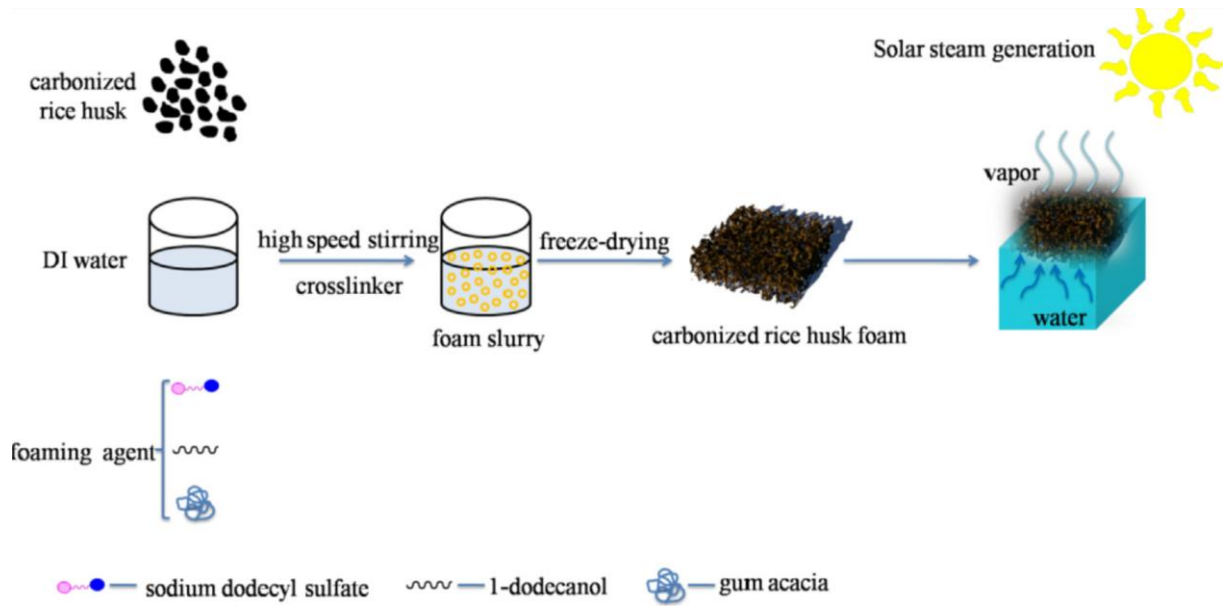 Solar steam generation
carbonized
rice husk
vapor
DI water
high speed stirring
crosslinker
freeze-drying
foam slurry
carbonized rice husk foam
water
foaming agent
sodium dodecyl sulfate
1-dodecanol
gum acacia